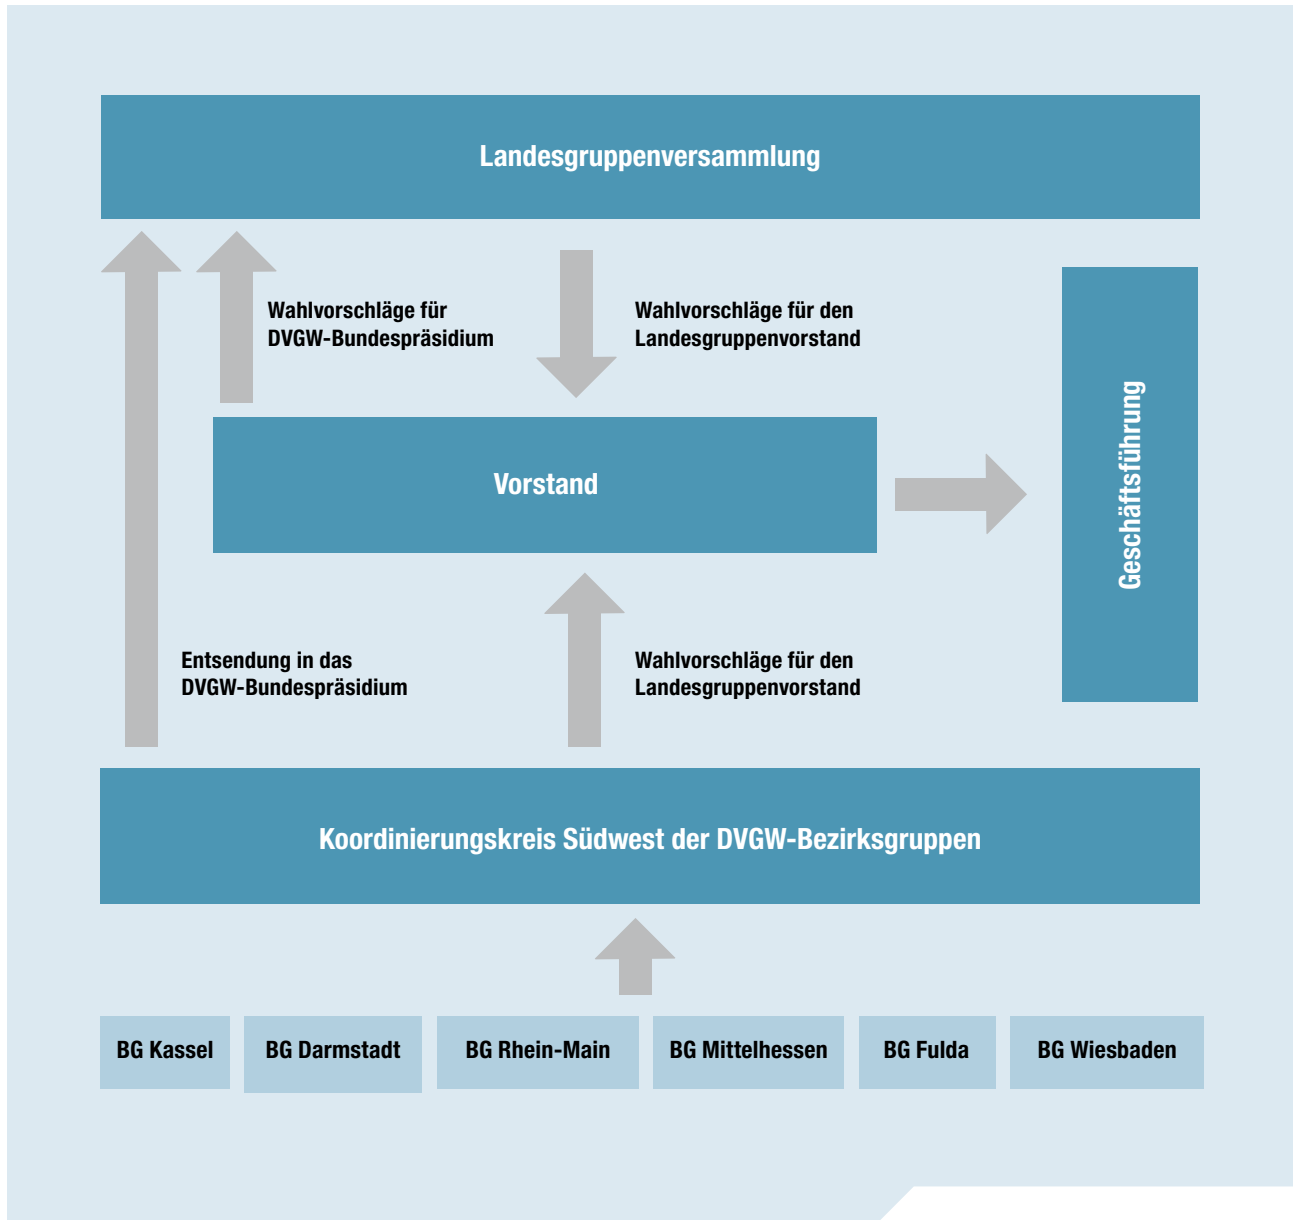 Landesgruppenversammlung
Wahlvorschläge für
DVGW-Bundespräsidium
Wahlvorschläge für den
Landesgruppenvorstand
Geschäftsführung
Vorstand
Entsendung in das
DVGW-Bundespräsidium
Wahlvorschläge für den
Landesgruppenvorstand
Koordinierungskreis Südwest der DVGW-Bezirksgruppen
BG Kassel
BG Darmstadt
BG Rhein-Main
BG Mittelhessen
BG Fulda
BG Wiesbaden